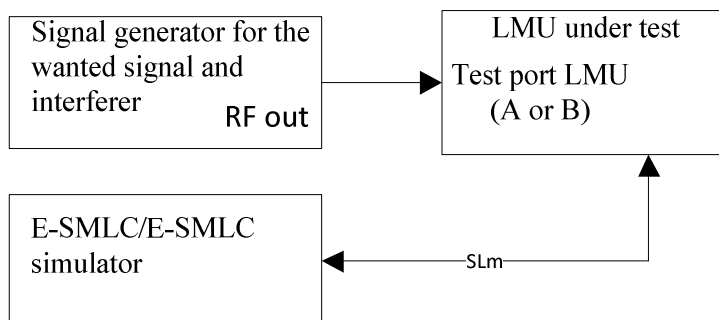 Signal generator for the
wanted signal and
interferer
RF out
LMU under test
Test port LMU
(A or B)
E-SMLC/E-SMLC
simulator
SLm